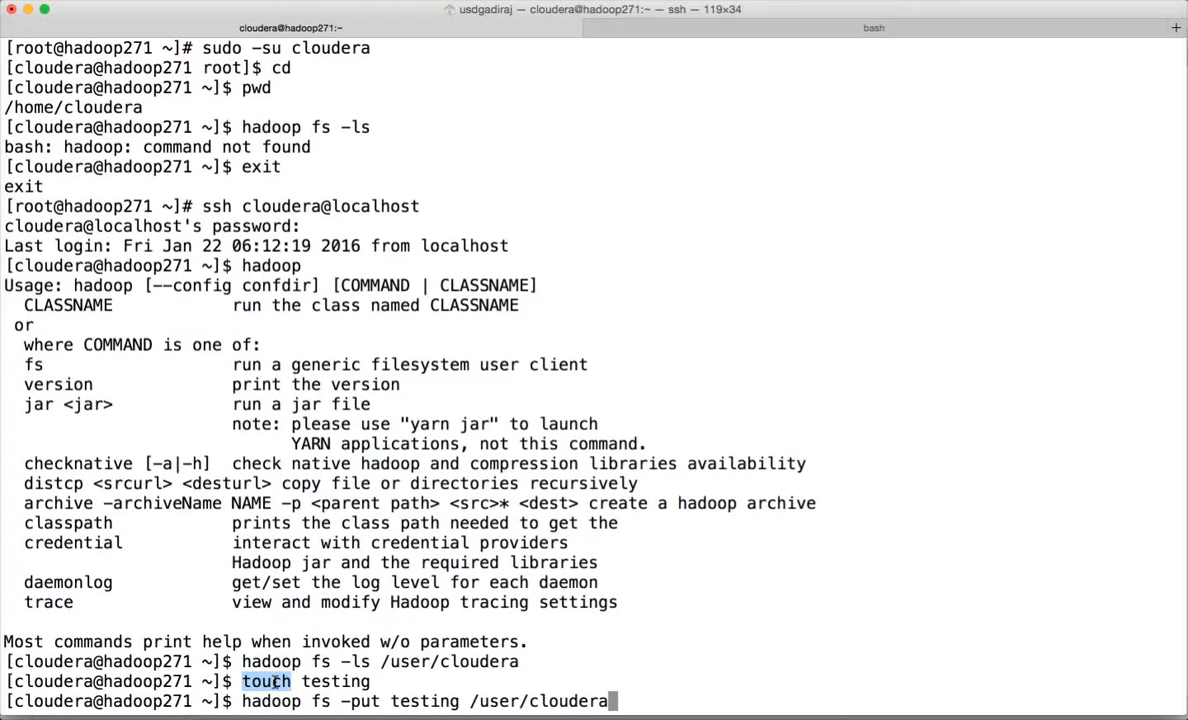 usdgadiraj — cloudera@hadoop271:~ — ssh — 119×34
cloudera@hadoop271:~
bash
[root@hadoop271 ~]# sudo -su cloudera
[cloudera@hadoop271 root]$ cd
[cloudera@hadoop271 ~]$ pwd
/home/cloudera
[cloudera@hadoop271 ~]$ hadoop fs -ls
bash: hadoop: command not found
[cloudera@hadoop271 ~]$ exit
exit
[root@hadoop271 ~]# ssh cloudera@localhost
cloudera@localhost's password:
Last login: Fri Jan 22 06:12:19 2016 from localhost
[cloudera@hadoop271 ~]$ hadoop
Usage: hadoop [--config confdir] [COMMAND | CLASSNAME]
CLASSNAME run the class named CLASSNAME
or
where COMMAND is one of:
fs run a generic filesystem user client
version print the version
jar <jar> run a jar file
note: please use "yarn jar" to launch
YARN applications, not this command.
checknative [-a|-h] check native hadoop and compression libraries availability
distcp <srcurl> <desturl> copy file or directories recursively
archive -archiveName NAME -p <parent path> <src>* <dest> create a hadoop archive
classpath prints the class path needed to get the
credential interact with credential providers
Hadoop jar and the required libraries
daemonlog get/set the log level for each daemon
trace view and modify Hadoop tracing settings
Most commands print help when invoked w/o parameters.
[cloudera@hadoop271 ~]$ hadoop fs -ls /user/cloudera
[cloudera@hadoop271 ~]$ touch testing
[cloudera@hadoop271 ~]$ hadoop fs -put testing /user/cloudera